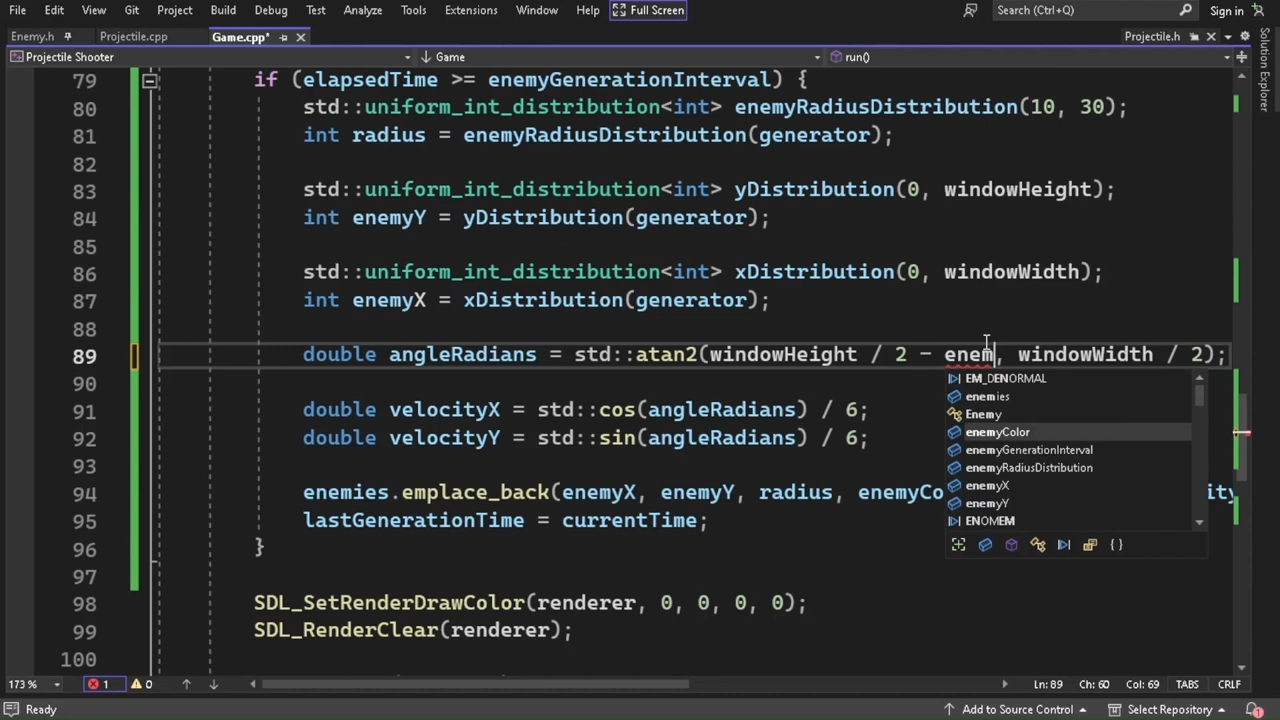 File Edit View Git Project Build Debug Test Analyze Tools Extensions Window Help Full Screen Search (Ctrl+Q) Sign in
Enemy.h Projectile.cpp Game.cpp* Projectile.h
Solution Explorer
Projectile Shooter Game run()
79 if (elapsedTime >= enemyGenerationInterval) {
80 std::uniform_int_distribution<int> enemyRadiusDistribution(10, 30);
81 int radius = enemyRadiusDistribution(generator);
82
83 std::uniform_int_distribution<int> yDistribution(0, windowHeight);
84 int enemyY = yDistribution(generator);
85
86 std::uniform_int_distribution<int> xDistribution(0, windowWidth);
87 int enemyX = xDistribution(generator);
88
89 double angleRadians = std::atan2(windowHeight / 2 - enem, windowWidth / 2);
90
EM_DENORMAL
enemies
91 double velocityX = std::cos(angleRadians) / 6;
Enemy
92 double velocityY = std::sin(angleRadians) / 6;
enemyColor
enemyGenerationInterval
93
enemyRadiusDistribution
94 enemies.emplace_back(enemyX, enemyY, radius, enemyCo
enemyX
95 lastGenerationTime = currentTime;
enemyY
ENOMEM
96 }
{ }
97
98 SDL_SetRenderDrawColor(renderer, 0, 0, 0, 0);
99 SDL_RenderClear(renderer);
100
173 % 1 0 Ln: 89 Ch: 60 Col: 69 TABS CRLF
Ready Add to Source Control Select Repository 1